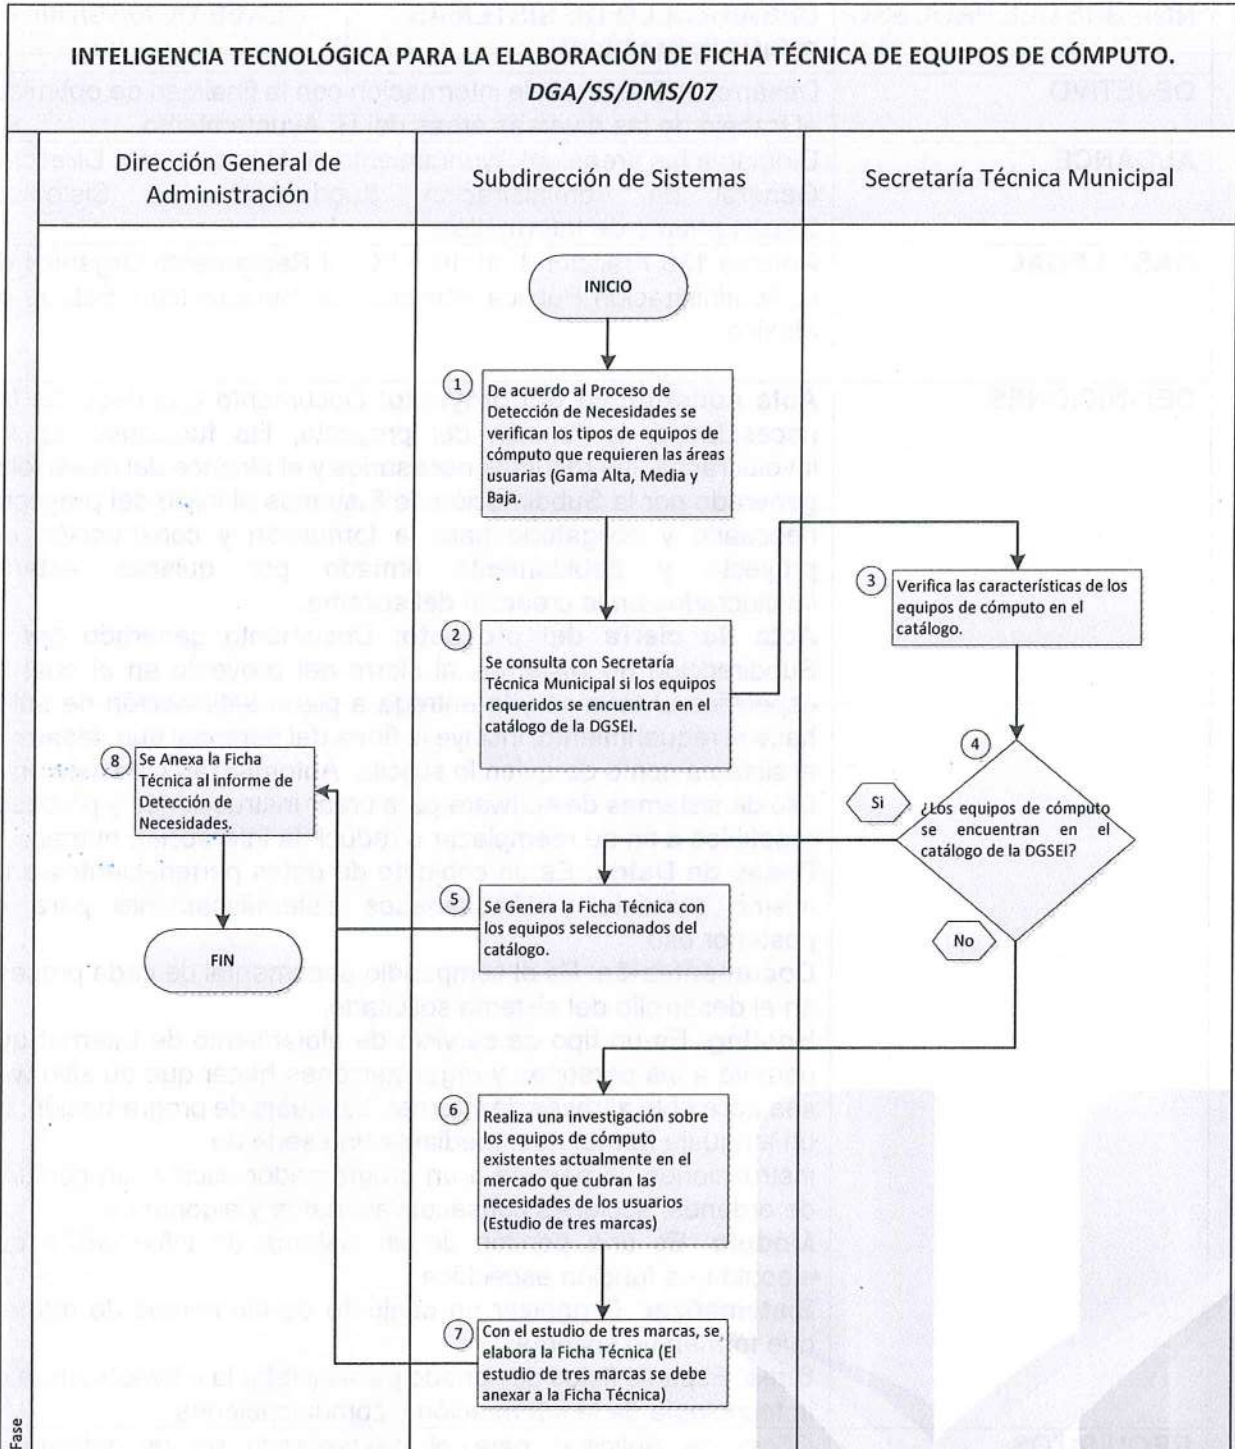 INTELIGENCIA TECNOLÓGICA PARA LA ELABORACIÓN DE FICHA TÉCNICA DE EQUIPOS DE CÓMPUTO.
DGA/SS/DMS/07
Dirección General de
Administración
Subdirección de Sistemas
Secretaría Técnica Municipal
INICIO
1
De acuerdo al Proceso de
Detección de Necesidades se
verifican los tipos de equipos de
cómputo que requieren las áreas
usuarias (Gama Alta, Media y
Baja.
2
Se consulta con Secretaría
Técnica Municipal si los equipos
requeridos se encuentran en el
catálogo de la DGSEI.
3
Verifica las características de los
equipos de cómputo en el
catálogo.
4
¿Los equipos de cómputo
se encuentran en el
catálogo de la DGSEI?
Si
No
5
Se Genera la Ficha Técnica con
los equipos seleccionados del
catálogo.
6
Realiza una investigación sobre
los equipos de cómputo
existentes actualmente en el
mercado que cubran las
necesidades de los usuarios
(Estudio de tres marcas)
7
Con el estudio de tres marcas, se
elabora la Ficha Técnica (El
estudio de tres marcas se debe
anexar a la Ficha Técnica)
8
Se Anexa la Ficha
Técnica al informe de
Detección de
Necesidades.
FIN
Fase